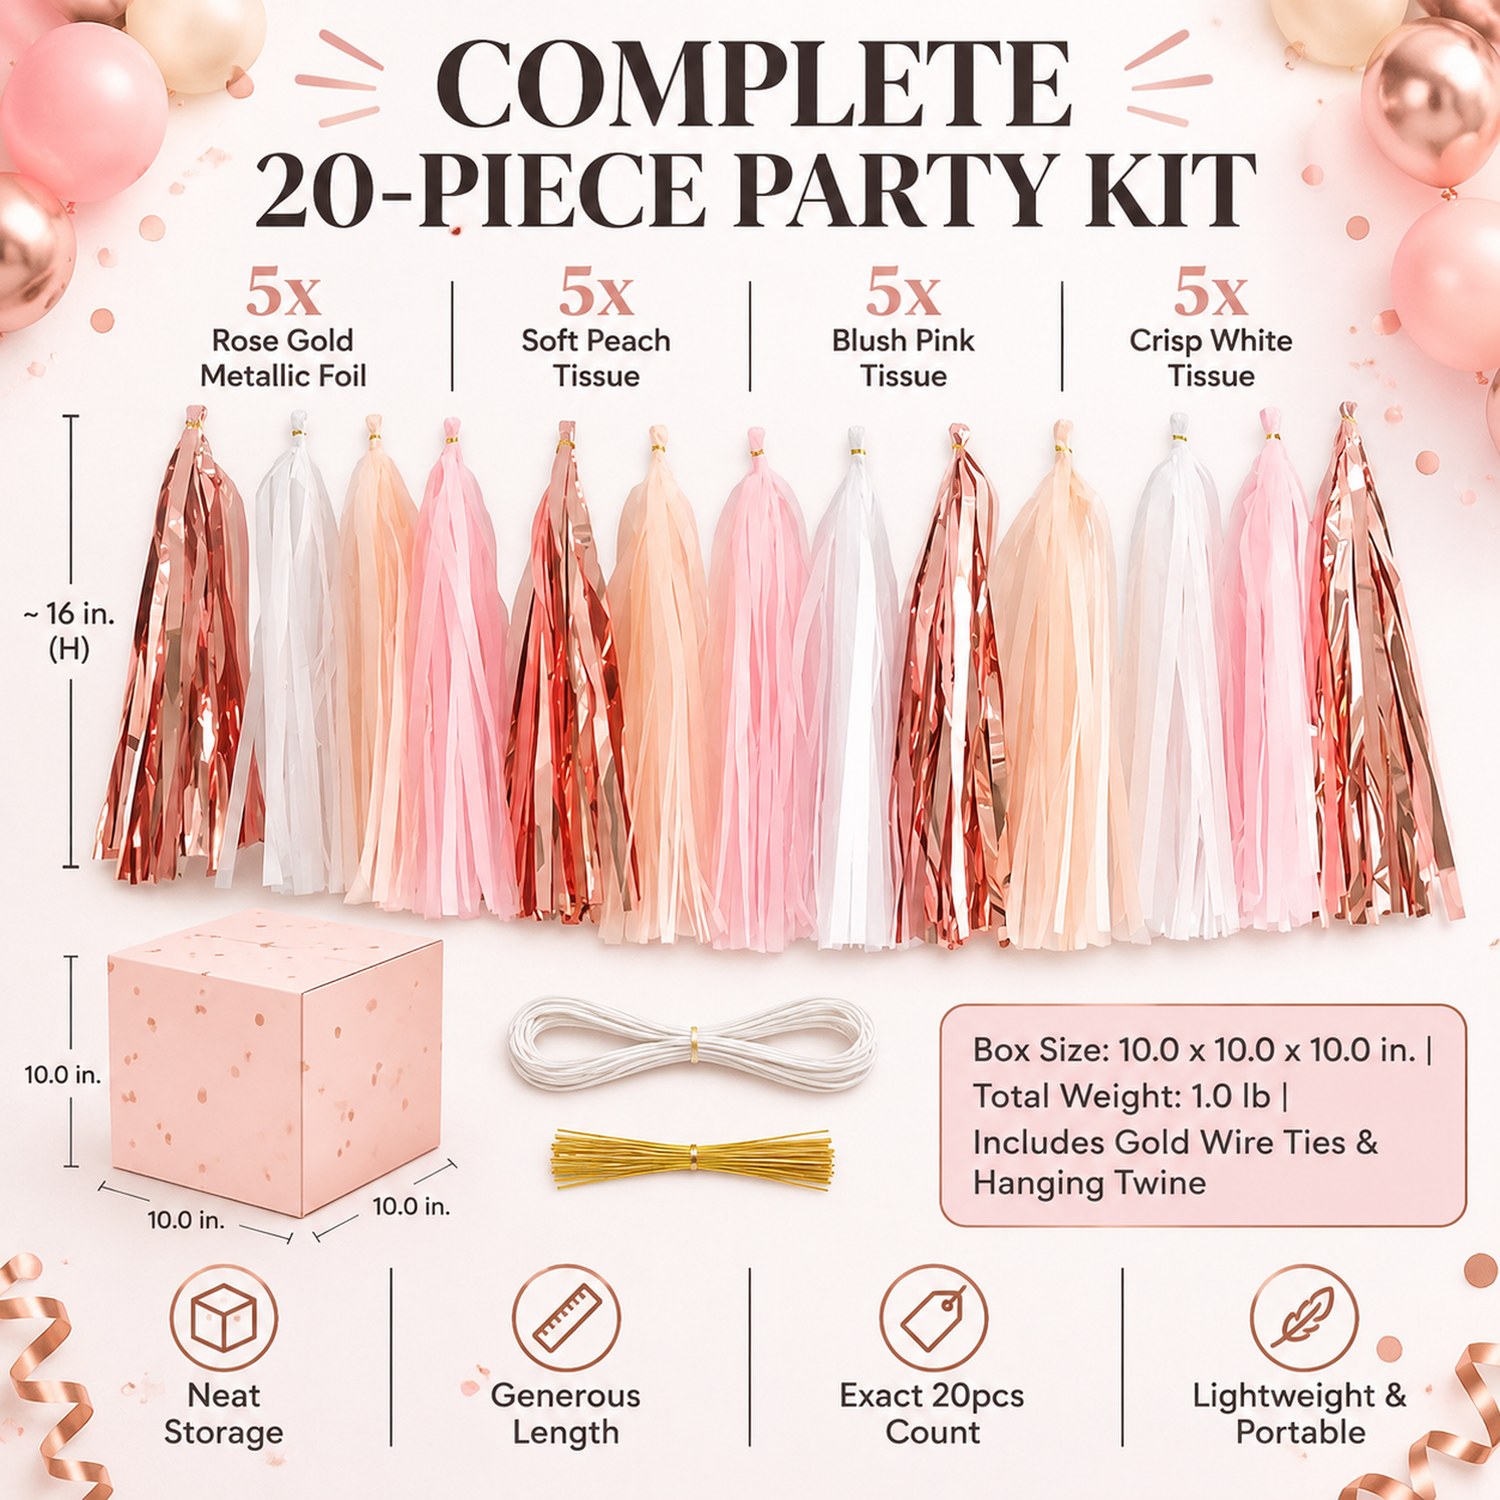 COMPLETE
20-PIECE PARTY KIT
5x
Rose Gold
Metallic Foil
5x
Soft Peach
Tissue
5x
Blush Pink
Tissue
5x
Crisp White
Tissue
~ 16 in.
(H)
10.0 in.
10.0 in.
10.0 in.
Box Size: 10.0 x 10.0 x 10.0 in. |
Total Weight: 1.0 lb |
Includes Gold Wire Ties &
Hanging Twine
Neat
Storage
Generous
Length
Exact 20pcs
Count
Lightweight &
Portable